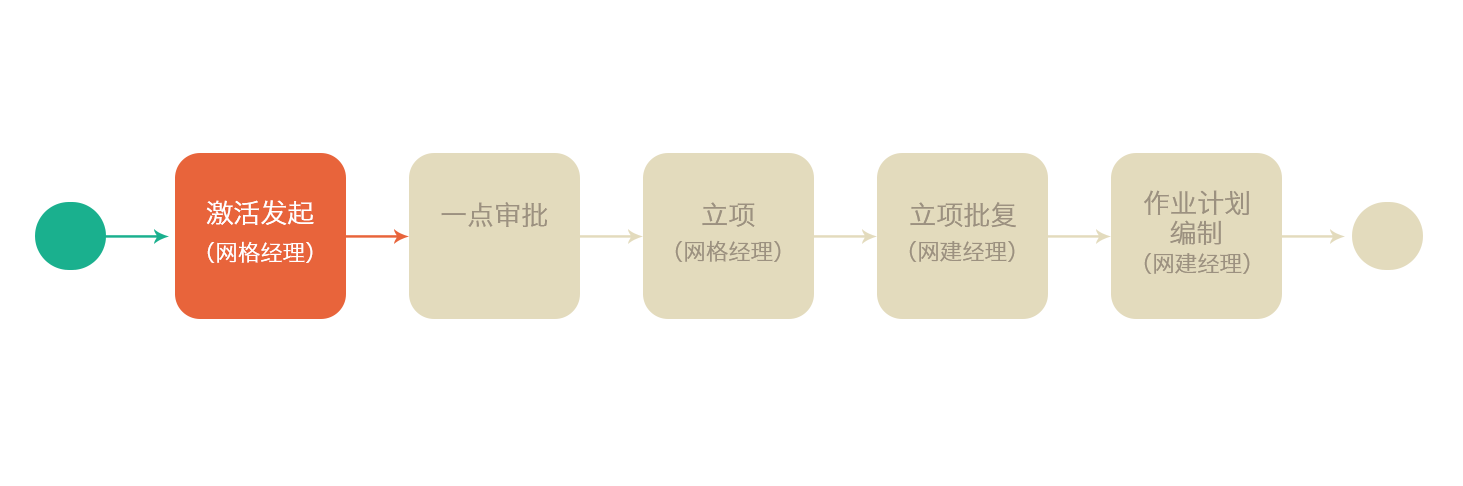 激活发起
（网格经理）
一点审批
立项
（网格经理）
立项批复
（网建经理）
作业计划
编制
（网建经理）